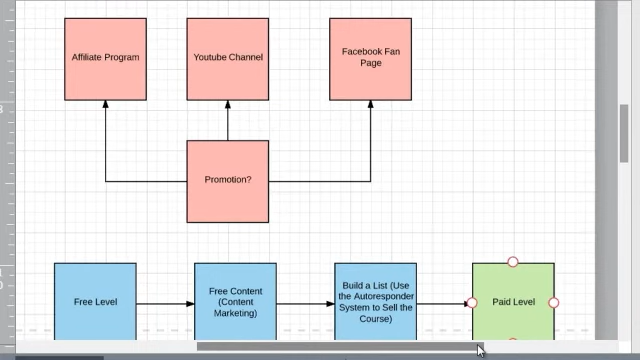 Affiliate Program
Youtube Channel
Facebook Fan
Page
Promotion?
Free Level
Free Content
(Content
Marketing)
Build a List (Use
the Autoresponder
System to Sell the
Course)
Paid Level